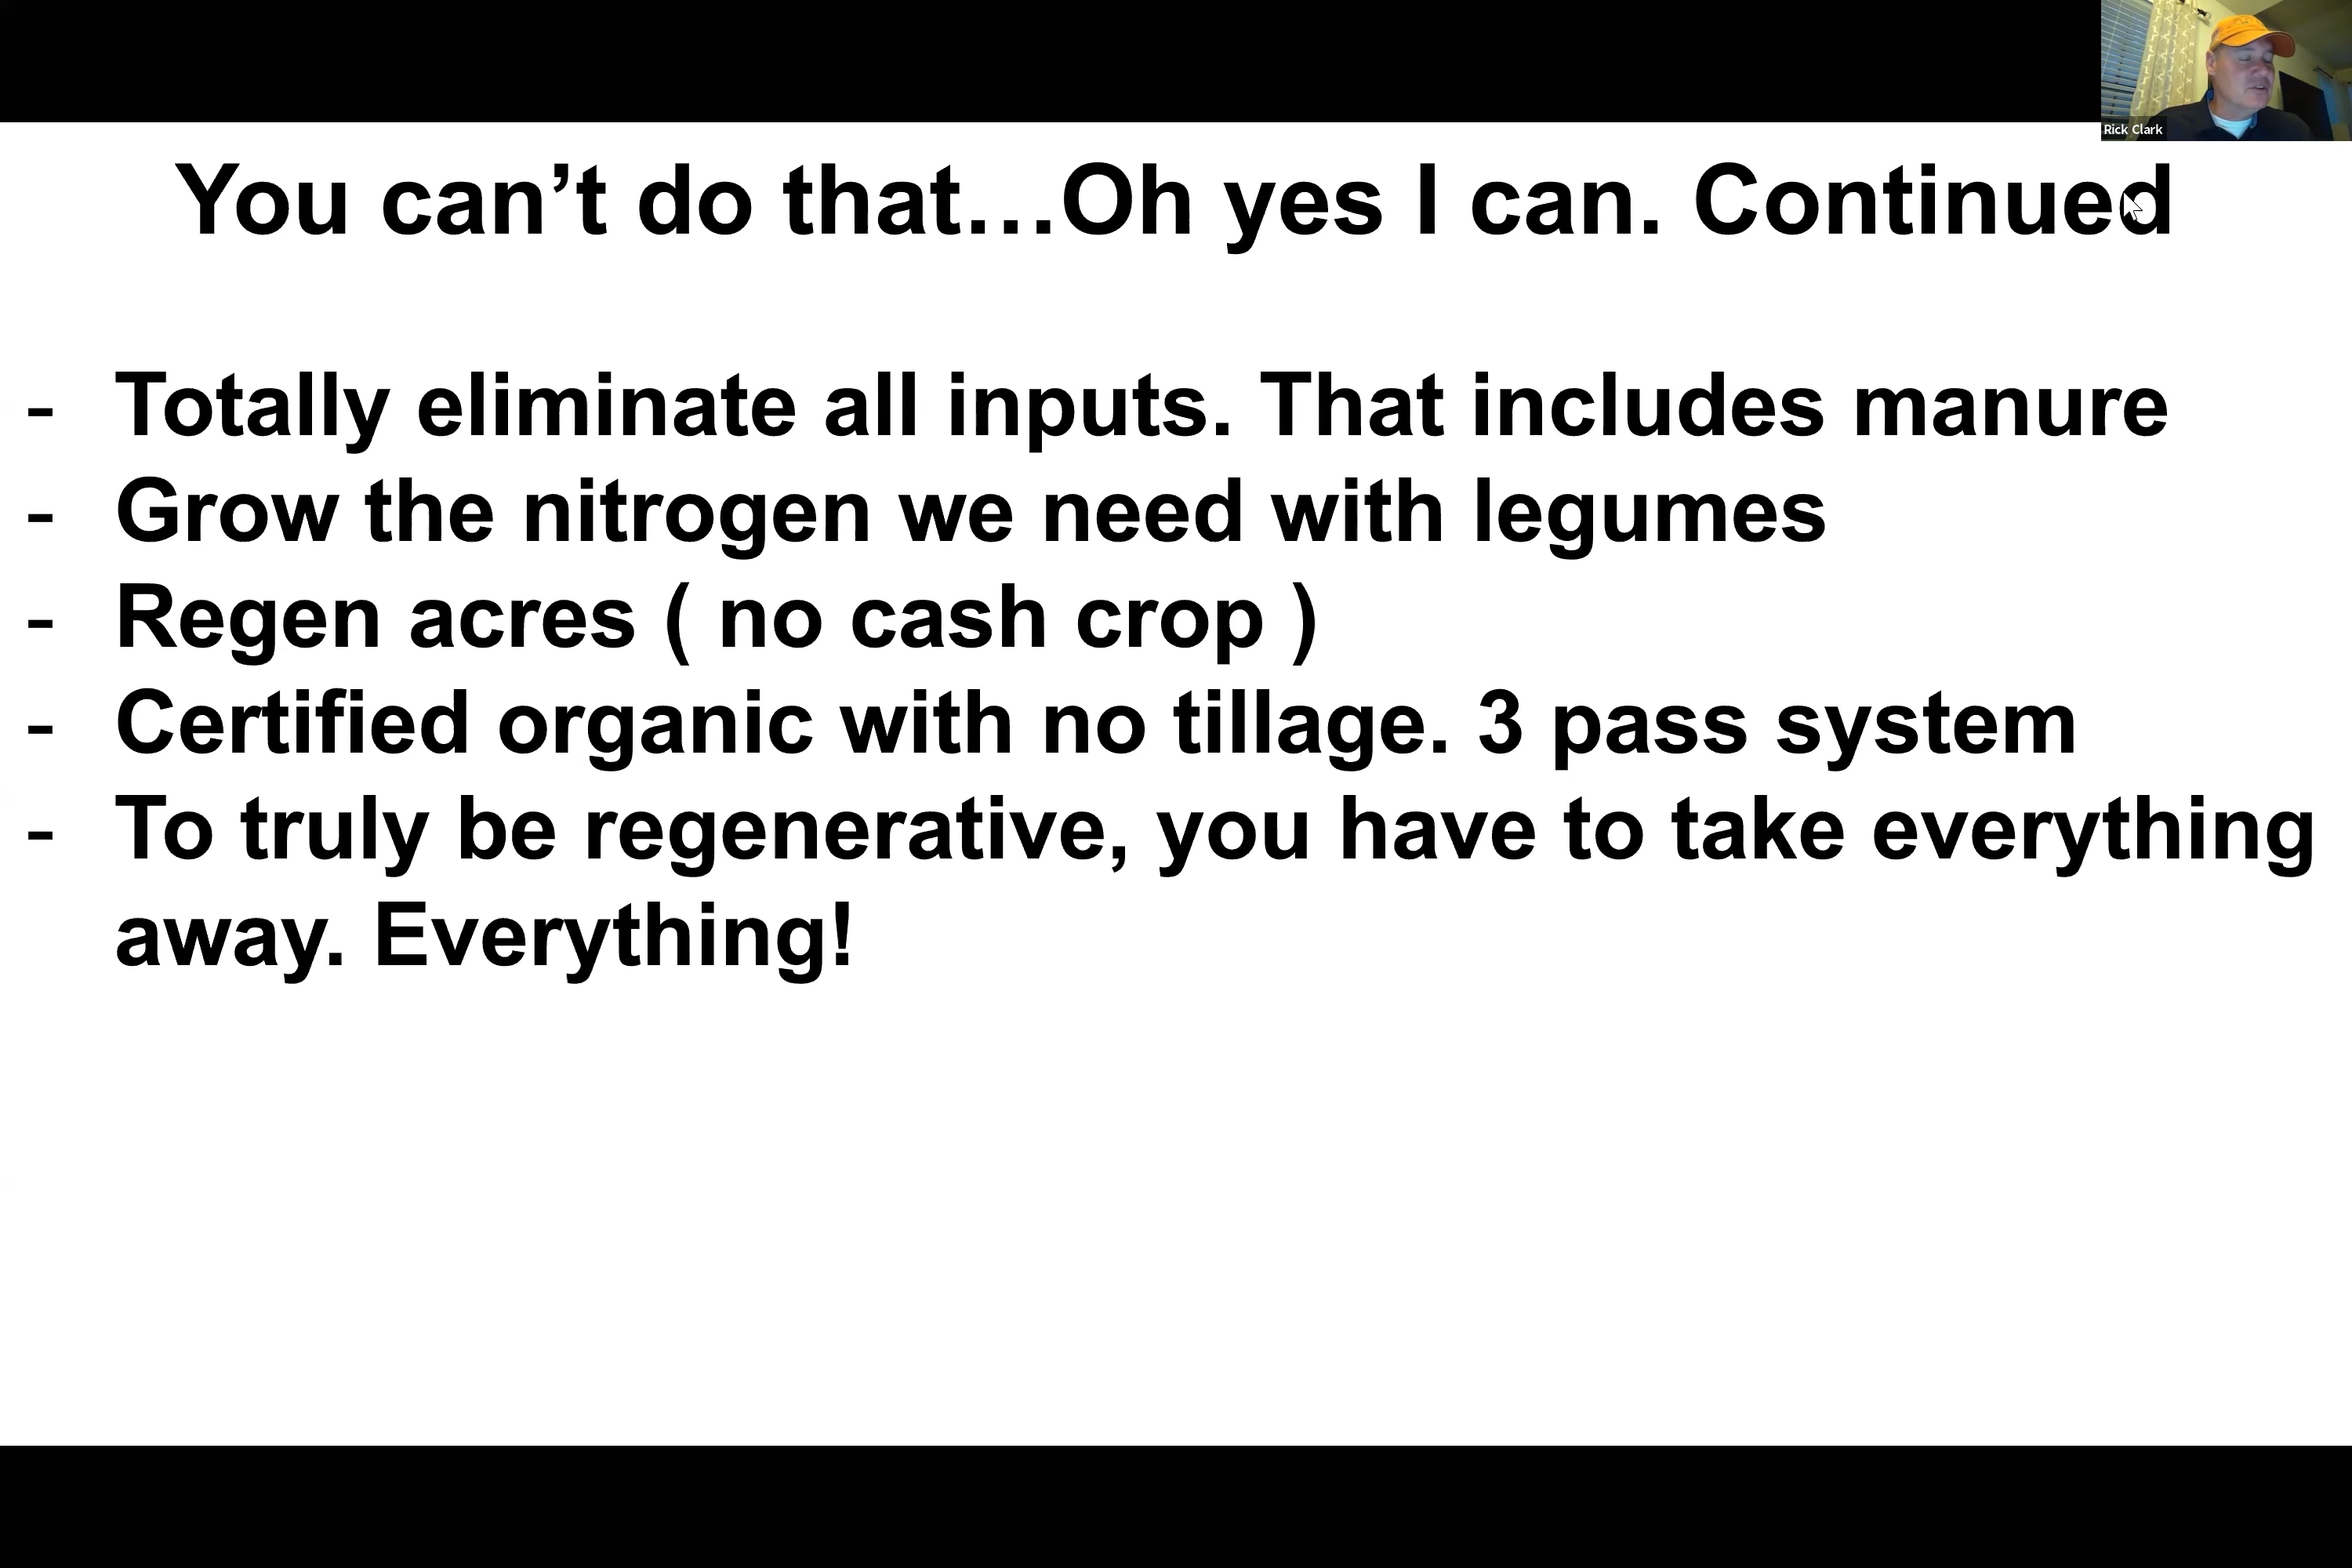 Rick Clark
You can’t do that…Oh yes I can. Continued
- Totally eliminate all inputs. That includes manure
- Grow the nitrogen we need with legumes
- Regen acres ( no cash crop )
- Certified organic with no tillage. 3 pass system
- To truly be regenerative, you have to take everything
away. Everything!